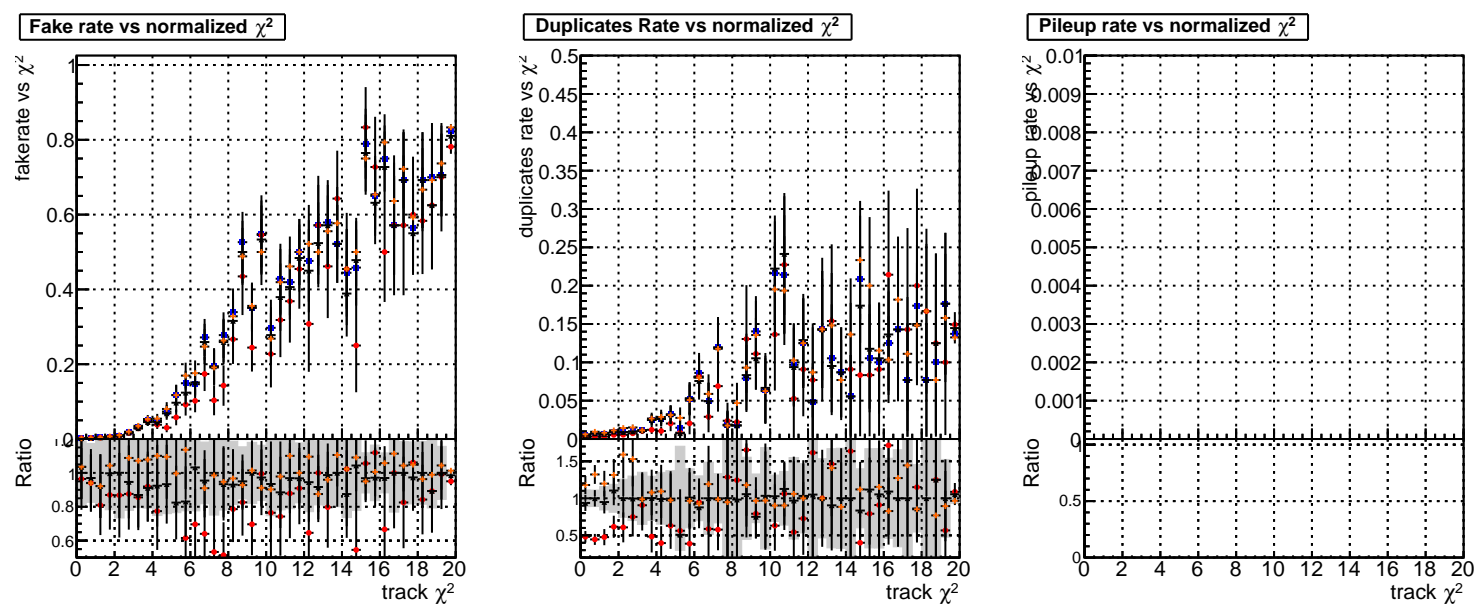 Fake rate vs normalized χ²
fakerate vs χ²
1
0.8
0.6
0.4
0.2
0
Ratio
1.2
1
0.8
0.6
0 2 4 6 8 10 12 14 16 18 20
track χ²
Duplicates Rate vs normalized χ²
duplicates rate vs χ²
0.5
0.45
0.4
0.35
0.3
0.25
0.2
0.15
0.1
0.05
0
Ratio
1.5
1
0.5
0 2 4 6 8 10 12 14 16 18 20
track χ²
Pileup rate vs normalized χ²
pileup rate vs χ²
0.01
0.009
0.008
0.007
0.006
0.005
0.004
0.003
0.002
0.001
0
Ratio
1
0.5
0
0 2 4 6 8 10 12 14 16 18 20
track χ²